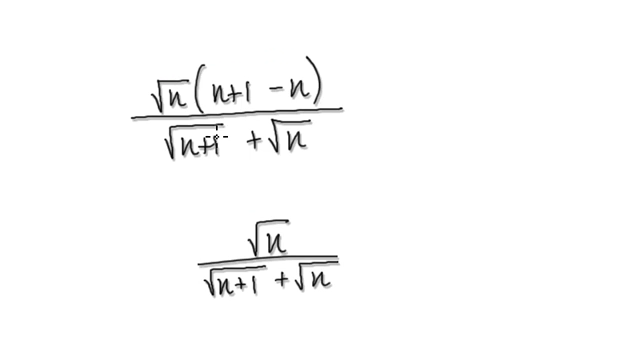 √n (n+1 - n)
√n+1 + √n
√n
√n+1 + √n